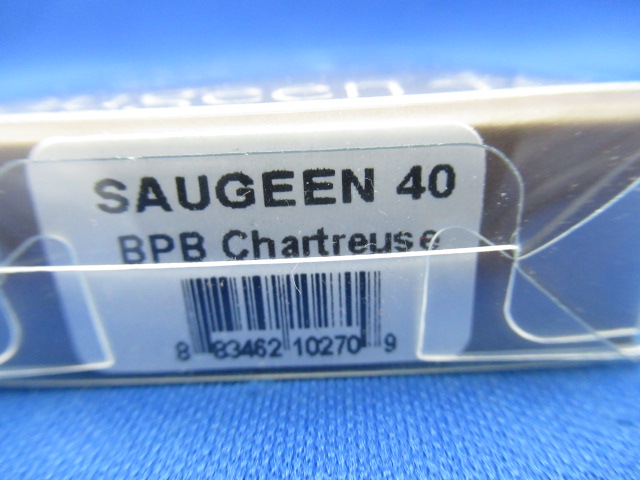 SAUGEEN 40
BPB Chartreuse
8 83462 10270 9